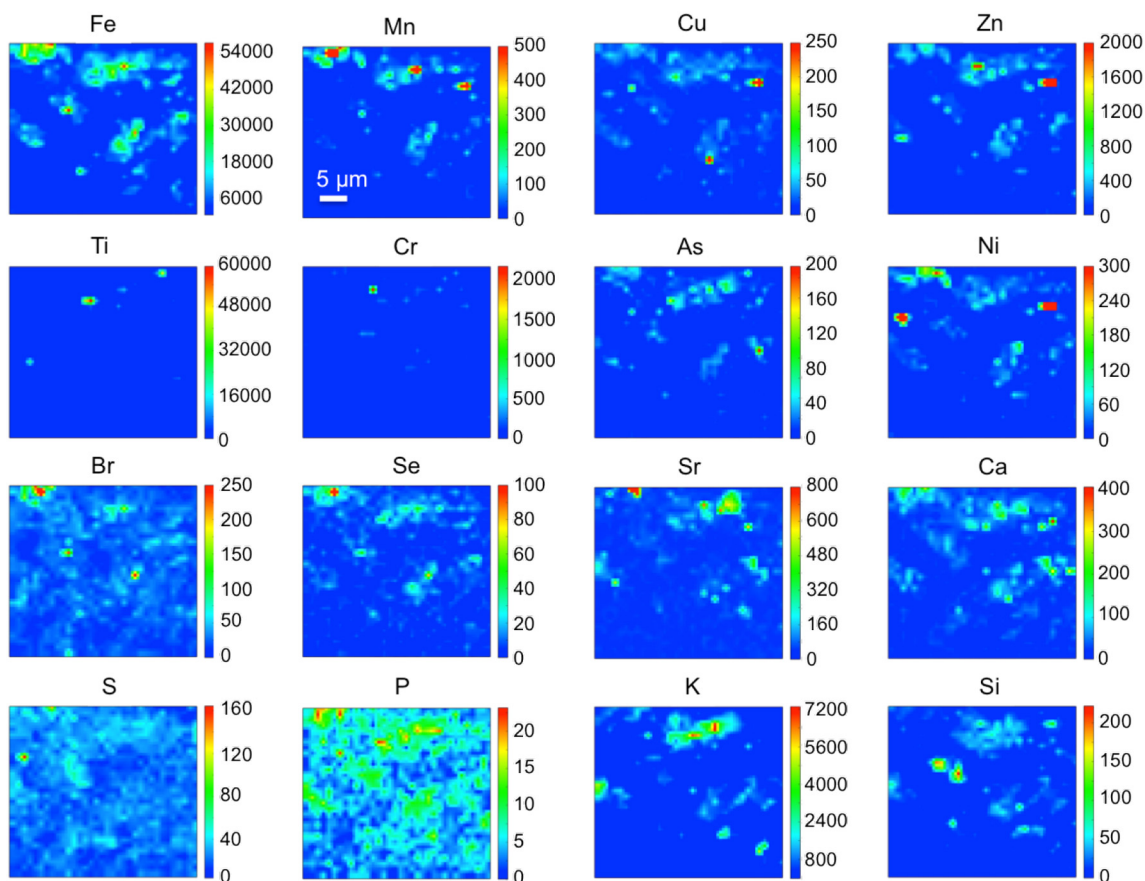 Fe Mn Cu Zn
54000 500 250 2000
42000 400 200 1600
30000 300 150 1200
200 100 800
18000 100 50 400
6000 0 0 0
5 µm
Ti Cr As Ni
60000 2000 200 300
48000 1500 160 240
32000 1000 120 180
16000 500 80 120
0 0 40 60
0 0
Br Se Sr Ca
250 100 800 400
200 80 640 300
150 60 480 200
100 40 320 100
50 20 160 0
0 0 0
S P K Si
160 20 7200 200
120 15 5600 150
80 10 4000 100
40 5 2400 50
0 0 800 0